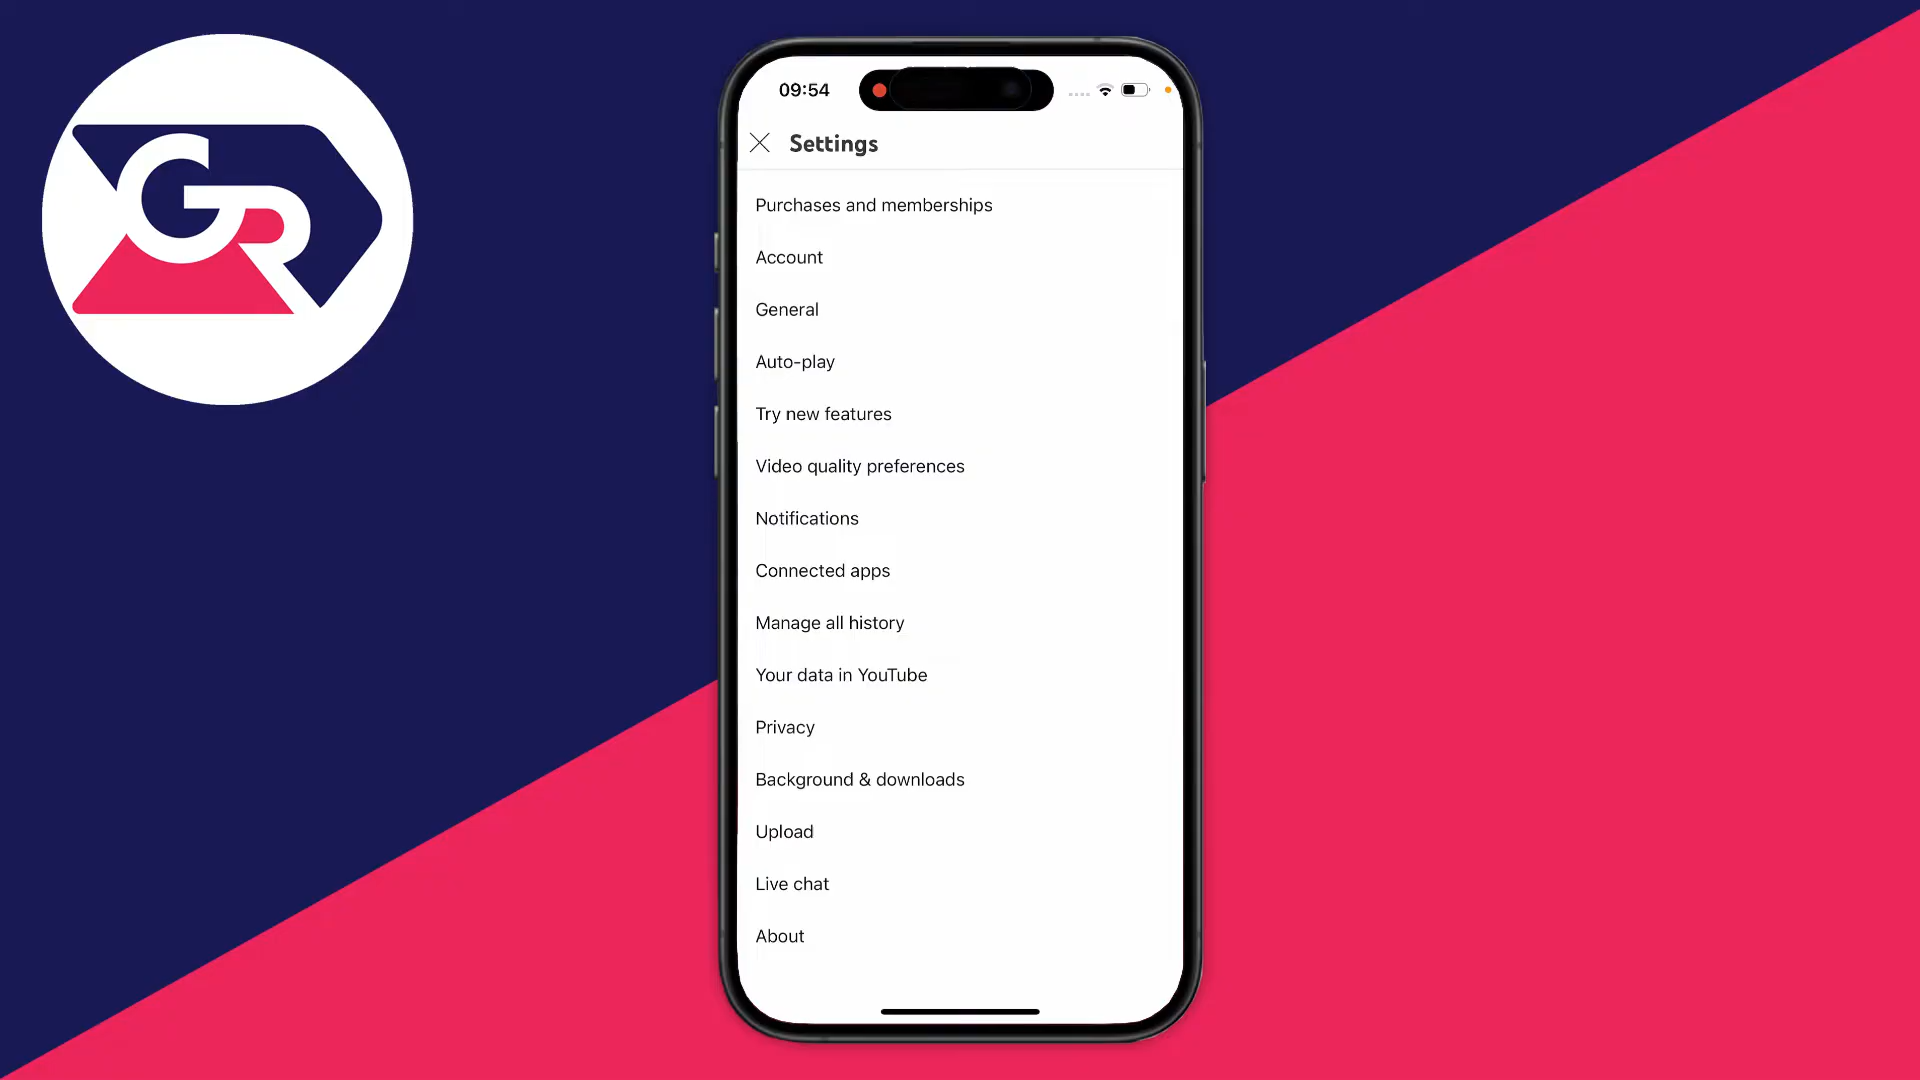 GR
09:54
Settings
Purchases and memberships
Account
General
Auto-play
Try new features
Video quality preferences
Notifications
Connected apps
Manage all history
Your data in YouTube
Privacy
Background & downloads
Upload
Live chat
About